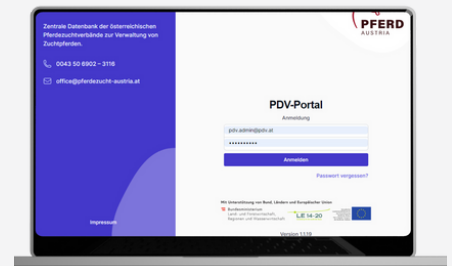 Zentrale Datenbank der österreichischen
Pferdezuchtverbände zur Verwaltung von
Zuchtpferden.
0043 50 6902 – 3116
office@pferdezucht-austria.at
Impressum
PFERD
AUSTRIA
PDV-Portal
Anmeldung
pdv.admin@pdv.at
••••••••••
Anmelden
Passwort vergessen?
Mit Unterstützung von Bund, Ländern und Europäischer Union
Bundesministerium
Land- und Forstwirtschaft,
Regionen und Wasserwirtschaft
LE 14-20
Version 1.1.19